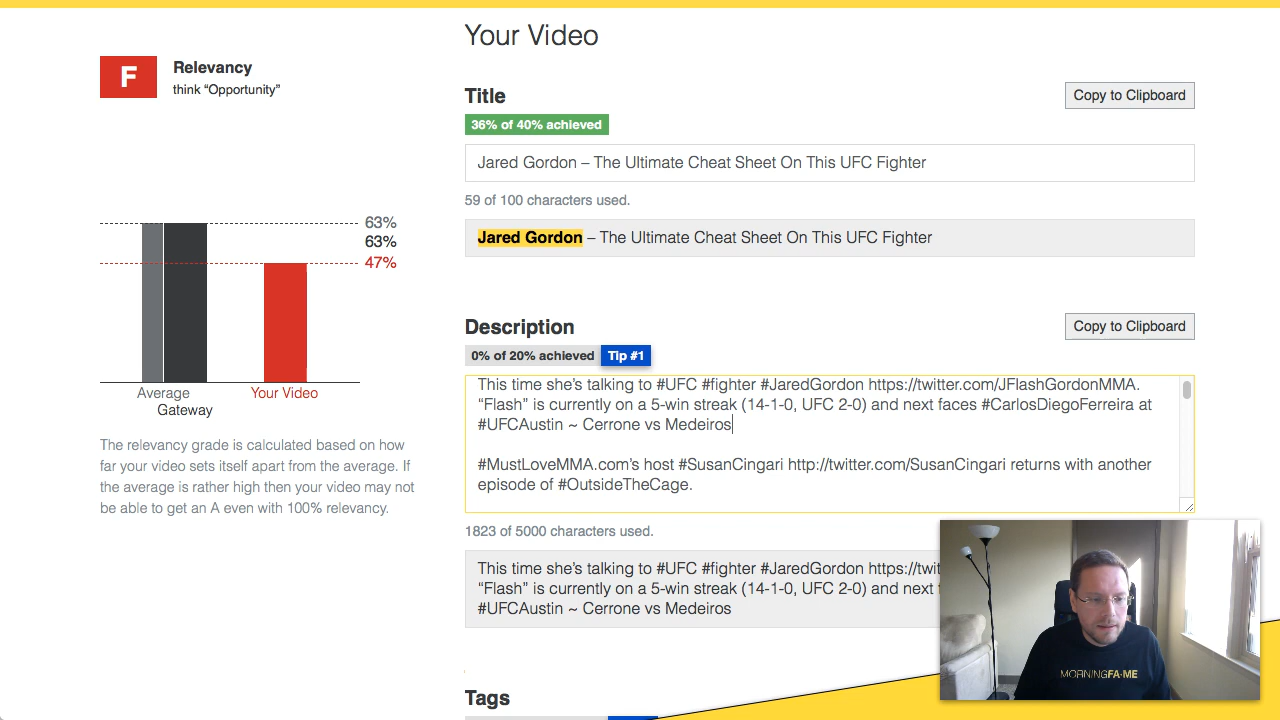 Your Video
F
Relevancy
think “Opportunity”
Title
Copy to Clipboard
36% of 40% achieved
Jared Gordon – The Ultimate Cheat Sheet On This UFC Fighter
59 of 100 characters used.
Jared Gordon – The Ultimate Cheat Sheet On This UFC Fighter
63%
63%
47%
Average
Gateway
Your Video
The relevancy grade is calculated based on how
far your video sets itself apart from the average. If
the average is rather high then your video may not
be able to get an A even with 100% relevancy.
Description
Copy to Clipboard
0% of 20% achieved
Tip #1
This time she’s talking to #UFC #fighter #JaredGordon https://twitter.com/JFlashGordonMMA.
“Flash” is currently on a 5-win streak (14-1-0, UFC 2-0) and next faces #CarlosDiegoFerreira at
#UFCAustin ~ Cerrone vs Medeiros
#MustLoveMMA.com’s host #SusanCingari http://twitter.com/SusanCingari returns with another
episode of #OutsideTheCage.
1823 of 5000 characters used.
This time she’s talking to #UFC #fighter #JaredGordon https://twit
“Flash” is currently on a 5-win streak (14-1-0, UFC 2-0) and next
#UFCAustin ~ Cerrone vs Medeiros
Tags
MORNINGFA·ME